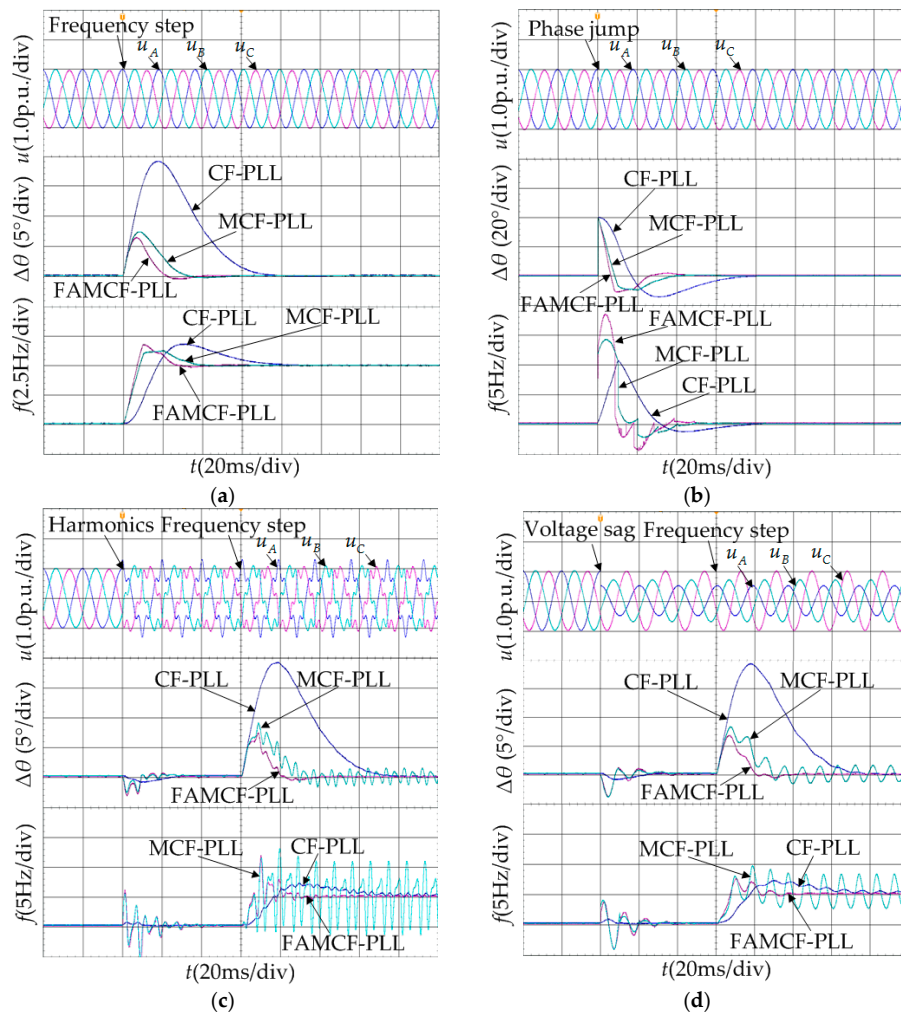 Frequency step
u_A u_B u_C
u(1.0p.u./div)
CF-PLL
MCF-PLL
FAMCF-PLL
Δθ (5°/div)
CF-PLL
MCF-PLL
FAMCF-PLL
f(2.5Hz/div)
t(20ms/div)
(a)
Phase jump
u_A u_B u_C
u(1.0p.u./div)
CF-PLL
MCF-PLL
FAMCF-PLL
Δθ (20°/div)
FAMCF-PLL
MCF-PLL
CF-PLL
f(5Hz/div)
t(20ms/div)
(b)
Harmonics Frequency step
u_A u_B u_C
u(1.0p.u./div)
CF-PLL
MCF-PLL
FAMCF-PLL
Δθ (5°/div)
MCF-PLL
CF-PLL
FAMCF-PLL
f(5Hz/div)
t(20ms/div)
(c)
Voltage sag Frequency step
u_A u_B u_C
u(1.0p.u./div)
CF-PLL
MCF-PLL
FAMCF-PLL
Δθ (5°/div)
MCF-PLL
CF-PLL
FAMCF-PLL
f(5Hz/div)
t(20ms/div)
(d)